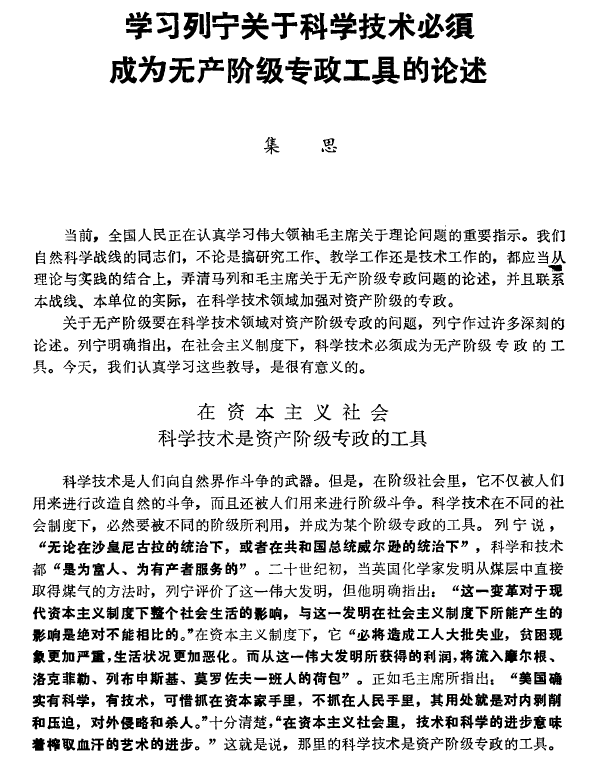 学习列宁关于科学技术必須
成为无产阶级专政工具的论述
集 思
当前，全国人民正在认真学习伟大领袖毛主席关于理论问题的重要指示。我们
自然科学战线的同志们，不论是搞研究工作、教学工作还是技术工作的，都应当从
理论与实践的结合上，弄清马列和毛主席关于无产阶级专政问题的论述，并且联系
本战线、本单位的实际，在科学技术领域加强对资产阶级的专政。
关于无产阶级要在科学技术领域对资产阶级专政的问题，列宁作过许多深刻的
论述。列宁明确指出，在社会主义制度下，科学技术必须成为无产阶级专政的工
具。今天，我们认真学习这些教导，是很有意义的。
在资本主义社会
科学技术是资产阶级专政的工具
科学技术是人们向自然界作斗争的武器。但是，在阶级社会里，它不仅被人们
用来进行改造自然的斗争，而且还被人们用来进行阶级斗争。科学技术在不同的社
会制度下，必然要被不同的阶级所利用，并成为某个阶级专政的工具。列宁说，
“无论在沙皇尼古拉的统治下，或者在共和国总统威尔逊的统治下”，科学和技术
都“是为富人、为有产者服务的”。二十世纪初，当英国化学家发明从煤层中直接
取得煤气的方法时，列宁评价了这一伟大发明，但他明确指出：“这一变革对于现
代资本主义制度下整个社会生活的影响，与这一发明在社会主义制度下所能产生的
影响是绝对不能相比的。”在资本主义制度下，它“必将造成工人大批失业，贫困现
象更加严重，生活状况更加恶化。而从这一伟大发明所获得的利润，将流入摩尔根、
洛克菲勒、列布申斯基、莫罗佐夫一班人的荷包”。正如毛主席所指出：“美国确
实有科学，有技术，可惜抓在资本家手里，不抓在人民手里，其用处就是对内剥削
和压迫，对外侵略和杀人。”十分清楚，“在资本主义社会里，技术和科学的进步意味
着榨取血汗的艺术的进步。”这就是说，那里的科学技术是资产阶级专政的工具。